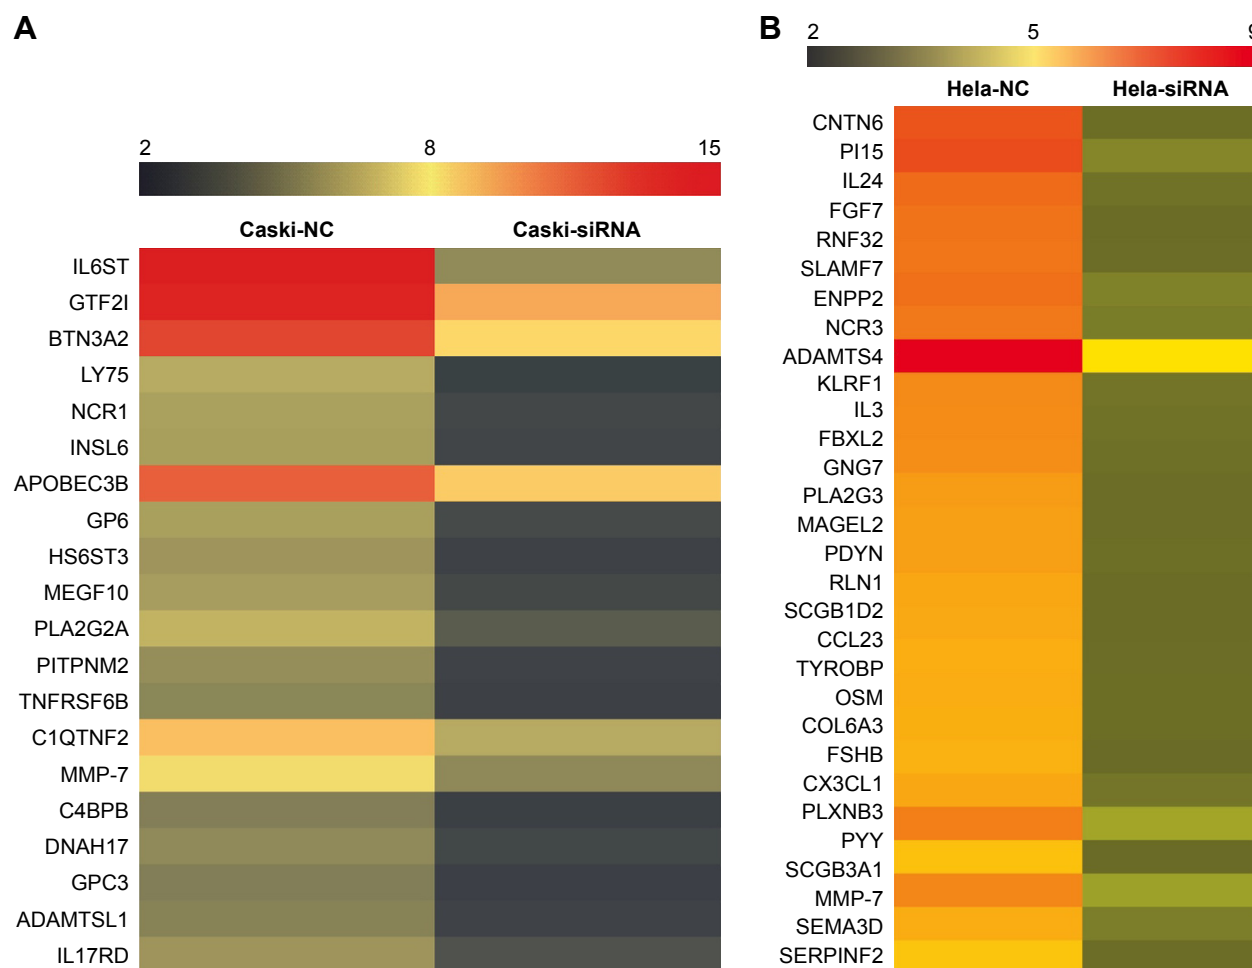 A
2 8 15
Caski-NC Caski-siRNA
IL6ST
GTF2I
BTN3A2
LY75
NCR1
INSL6
APOBEC3B
GP6
HS6ST3
MEGF10
PLA2G2A
PITPNM2
TNFRSF6B
C1QTNF2
MMP-7
C4BPB
DNAH17
GPC3
ADAMTSL1
IL17RD
B
2 5 9
Hela-NC Hela-siRNA
CNTN6
PI15
IL24
FGF7
RNF32
SLAMF7
ENPP2
NCR3
ADAMTS4
KLRF1
IL3
FBXL2
GNG7
PLA2G3
MAGEL2
PDYN
RLN1
SCGB1D2
CCL23
TYROBP
OSM
COL6A3
FSHB
CX3CL1
PLXNB3
PYY
SCGB3A1
MMP-7
SEMA3D
SERPINF2